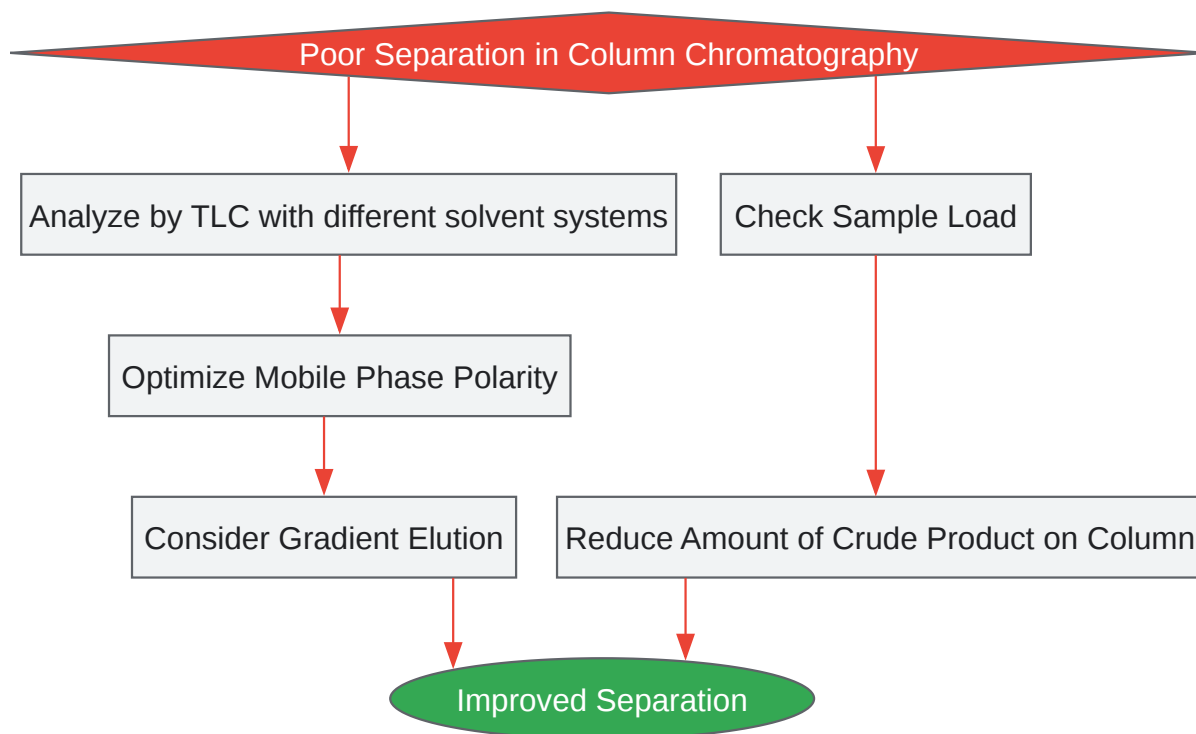 Poor Separation in Column Chromatography
Analyze by TLC with different solvent systems
Check Sample Load
Optimize Mobile Phase Polarity
Consider Gradient Elution
Reduce Amount of Crude Product on Column
Improved Separation